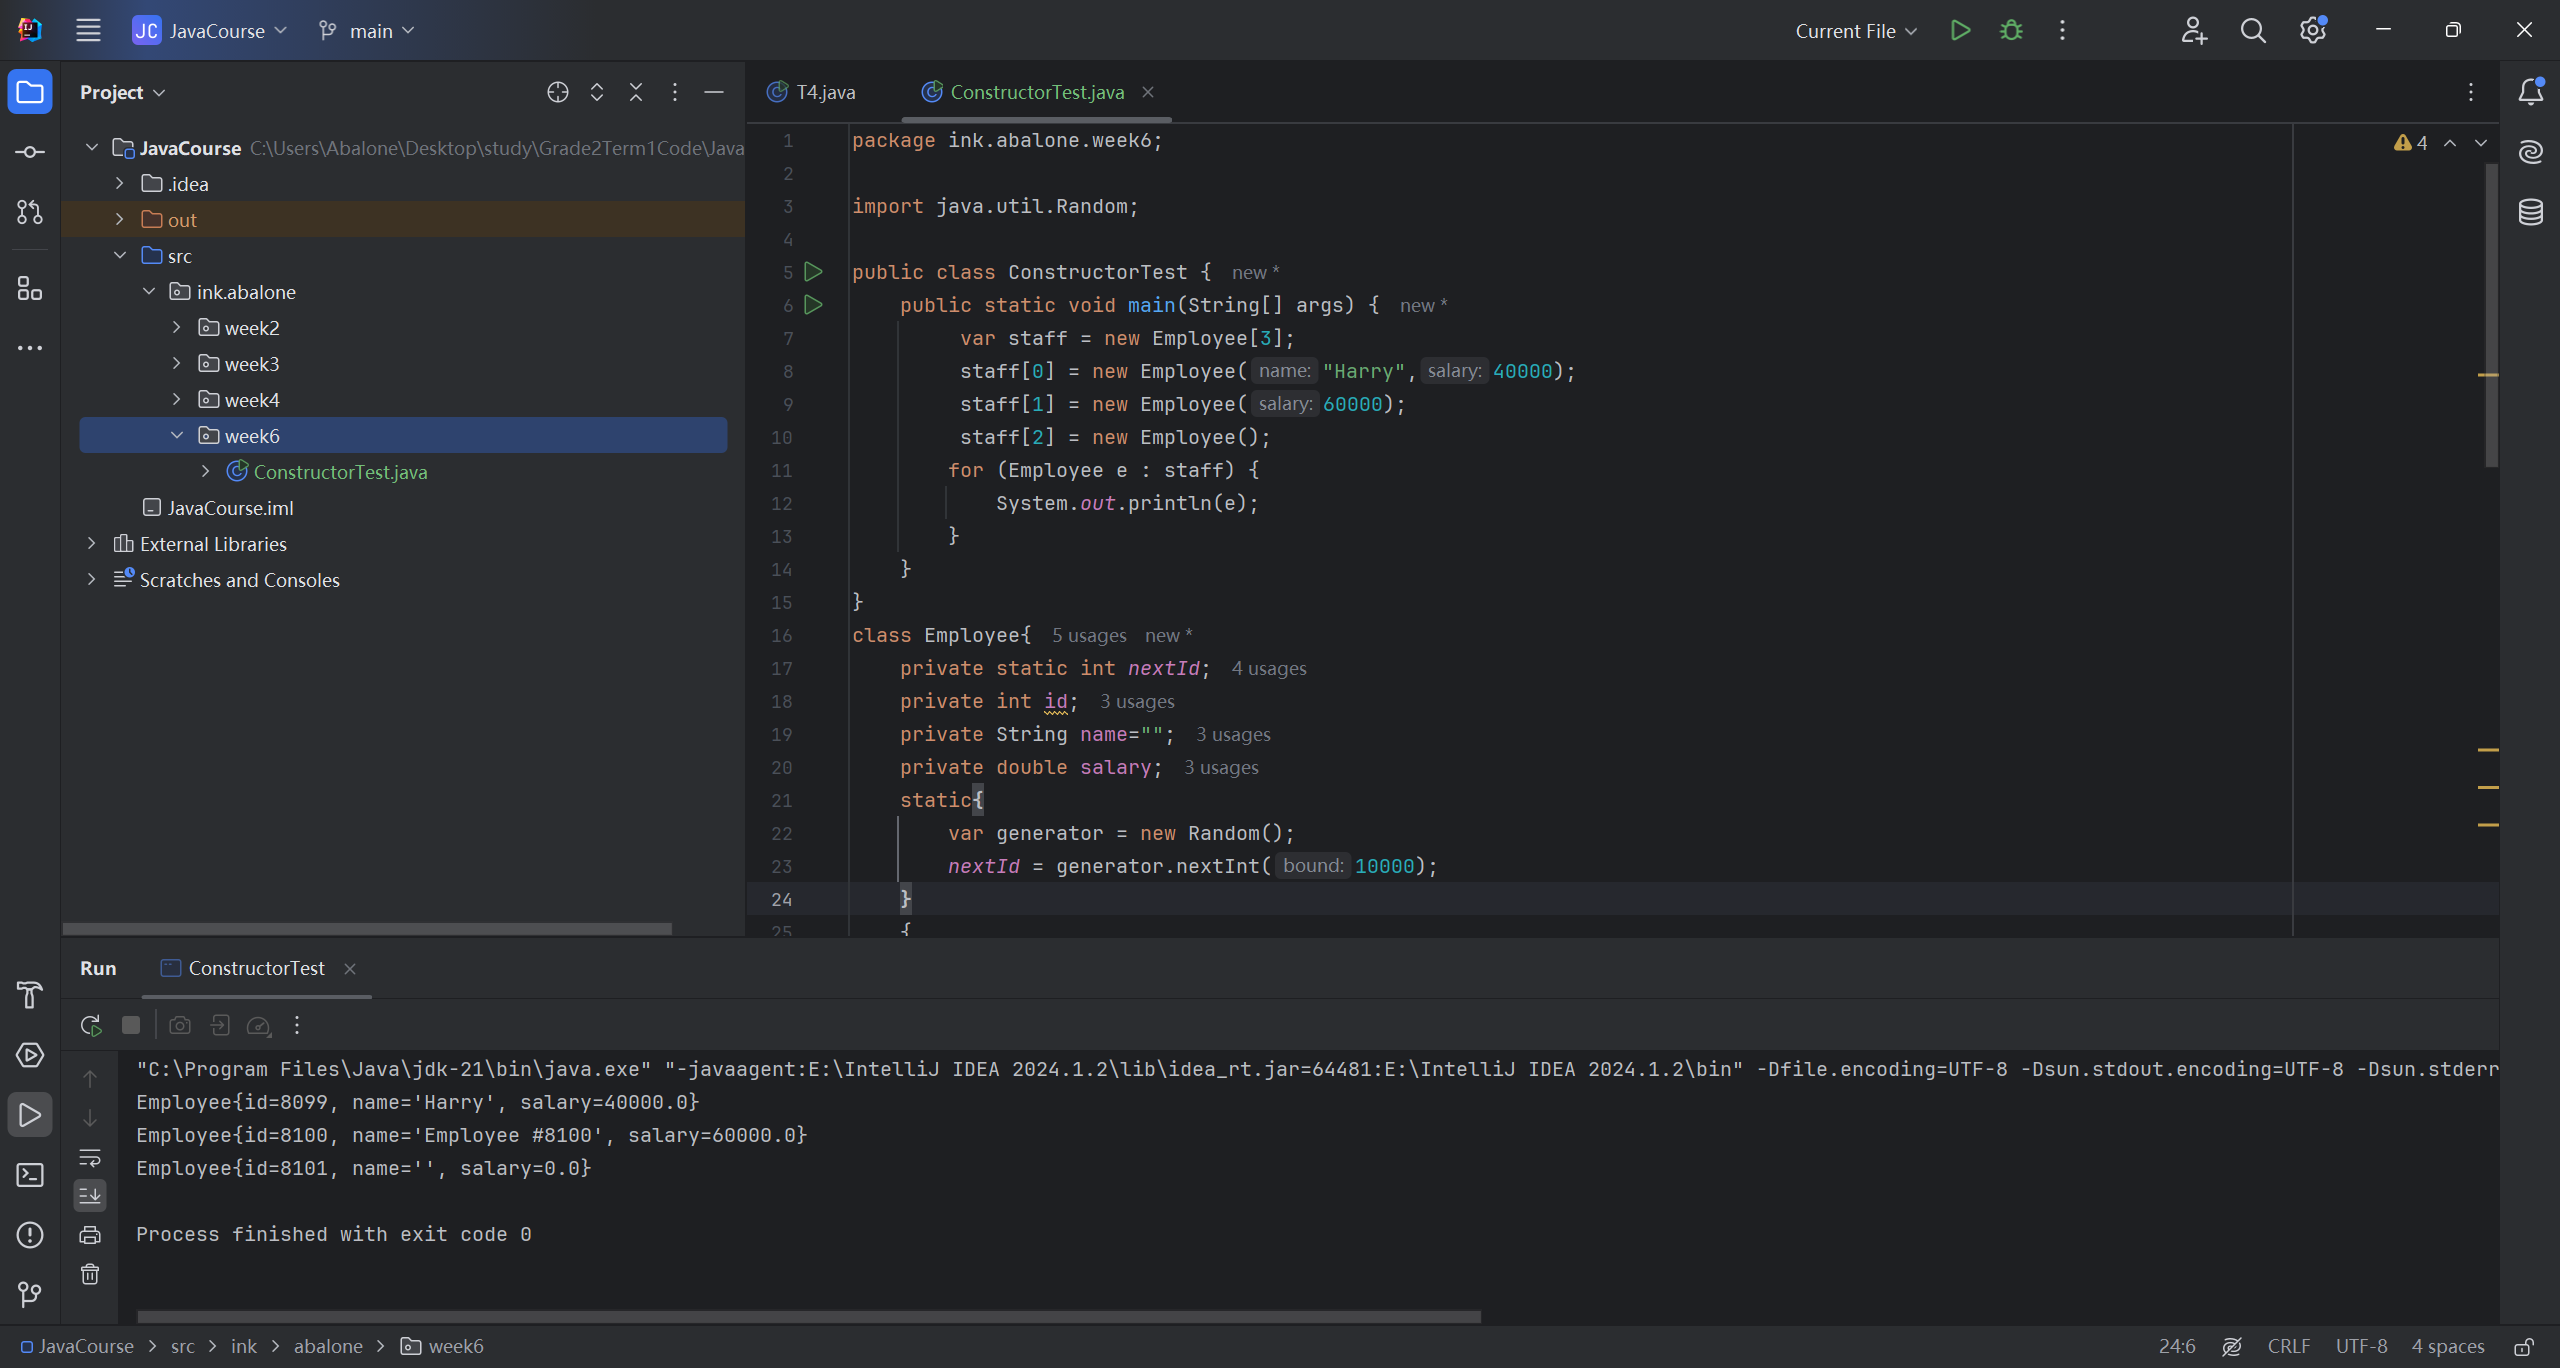 JC JavaCourse main Current File
Project
JavaCourse C:\Users\Abalone\Desktop\study\Grade2Term1Code\Java
.idea
out
src
ink.abalone
week2
week3
week4
week6
ConstructorTest.java
JavaCourse.iml
External Libraries
Scratches and Consoles
T4.java ConstructorTest.java
4
1 package ink.abalone.week6;
2
3 import java.util.Random;
4
5 public class ConstructorTest { new *
6 public static void main(String[] args) { new *
7 var staff = new Employee[3];
8 staff[0] = new Employee( name: "Harry", salary: 40000);
9 staff[1] = new Employee( salary: 60000);
10 staff[2] = new Employee();
11 for (Employee e : staff) {
12 System.out.println(e);
13 }
14 }
15 }
16 class Employee{ 5 usages new *
17 private static int nextId; 4 usages
18 private int id; 3 usages
19 private String name=""; 3 usages
20 private double salary; 3 usages
21 static{
22 var generator = new Random();
23 nextId = generator.nextInt( bound: 10000);
24 }
25 {
Run ConstructorTest
"C:\Program Files\Java\jdk-21\bin\java.exe" "-javaagent:E:\IntelliJ IDEA 2024.1.2\lib\idea_rt.jar=64481:E:\IntelliJ IDEA 2024.1.2\bin" -Dfile.encoding=UTF-8 -Dsun.stdout.encoding=UTF-8 -Dsun.stderr
Employee{id=8099, name='Harry', salary=40000.0}
Employee{id=8100, name='Employee #8100', salary=60000.0}
Employee{id=8101, name='', salary=0.0}
Process finished with exit code 0
JavaCourse > src > ink > abalone > week6 24:6 CRLF UTF-8 4 spaces